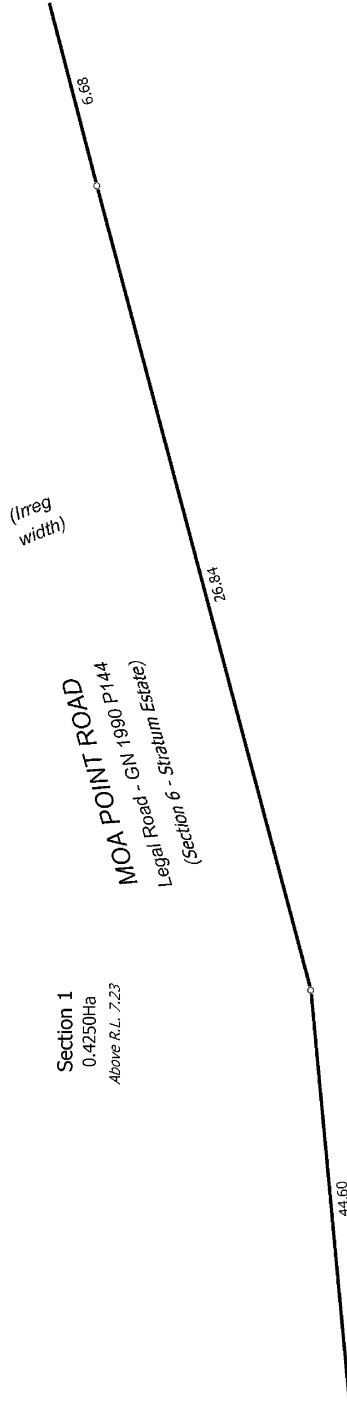 6.68
(Irreg
width)
26.84
MOA POINT ROAD
Legal Road - GN 1990 P144
(Section 6 - Stratum Estate)
Section 1
0.4250Ha
Above R.L. 7.23
44.60